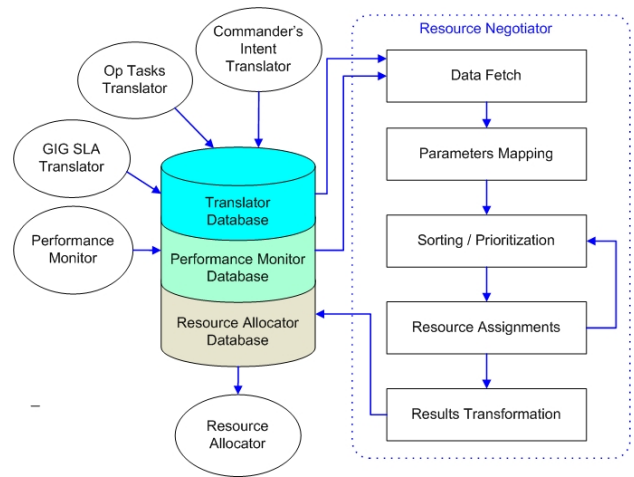 Commander's
Intent
Translator
Op Tasks
Translator
GIG SLA
Translator
Performance
Monitor
Translator
Database
Performance Monitor
Database
Resource Allocator
Database
Resource
Allocator
Resource Negotiator
Data Fetch
Parameters Mapping
Sorting / Prioritization
Resource Assignments
Results Transformation